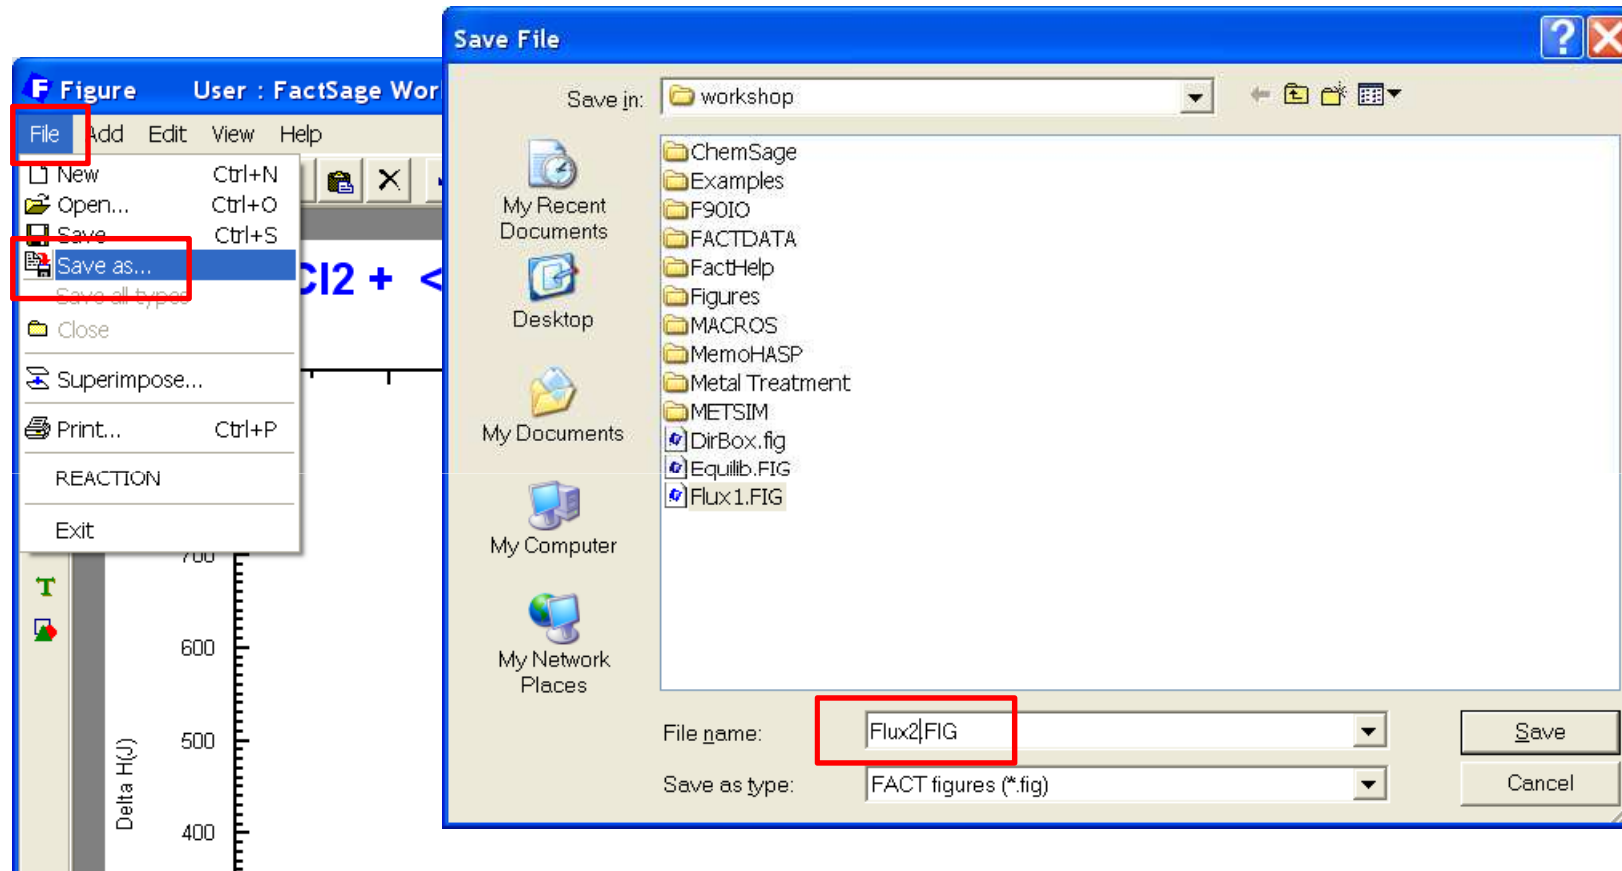 Figure User : FactSage Wor
File Add Edit View Help
New Ctrl+N
Open... Ctrl+O
Save Ctrl+S
Save as...
Save all types
Close
Superimpose...
Print... Ctrl+P
REACTION
Exit
Cl2 + <
700
600
500
400
Delta H(J)
T
Save File
Save in: workshop
My Recent
Documents
Desktop
My Documents
My Computer
My Network
Places
ChemSage
Examples
F90IO
FACTDATA
FactHelp
Figures
MACROS
MemoHASP
Metal Treatment
METSIM
DirBox.fig
Equilib.FIG
Flux1.FIG
File name: Flux2.FIG
Save
Save as type: FACT figures (*.fig)
Cancel